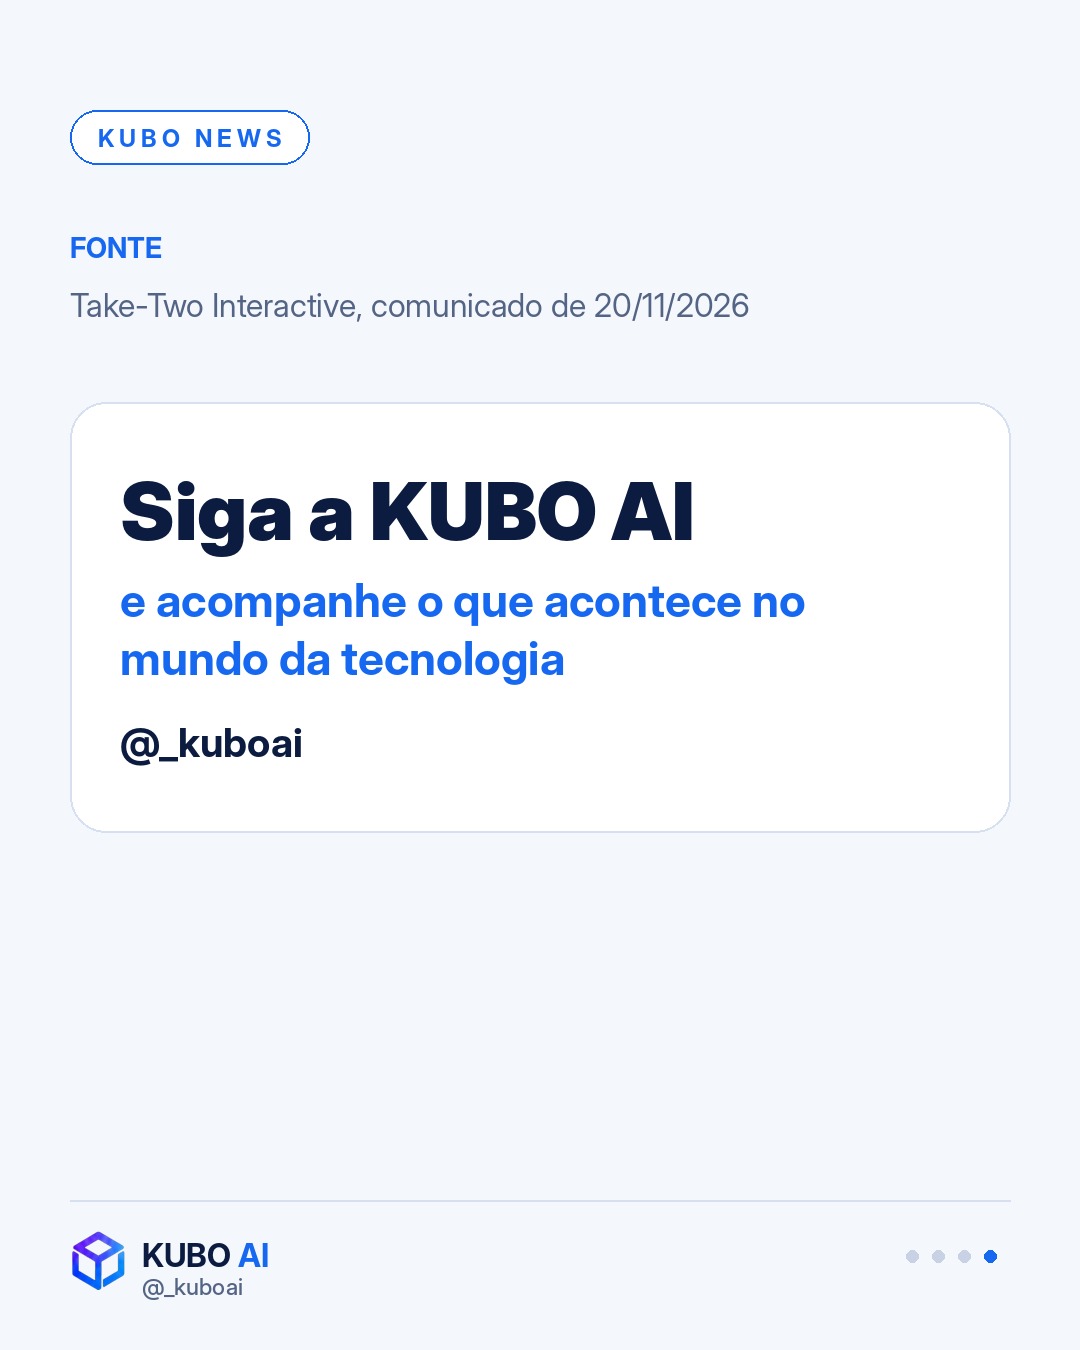 KUBO NEWS
FONTE
Take-Two Interactive, comunicado de 20/11/2026
Siga a KUBO AI
e acompanhe o que acontece no
mundo da tecnologia
@_kuboai
KUBO AI
@_kuboai